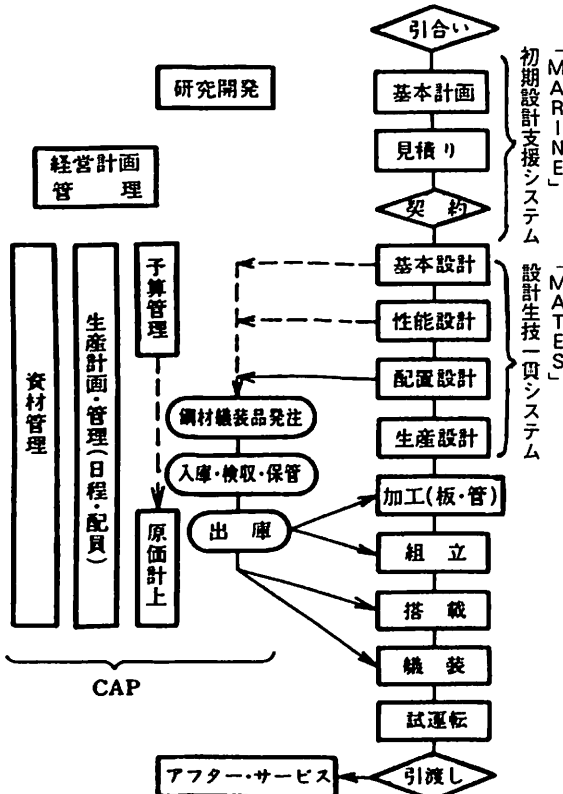 引合い
研究開発
基本計画
見積り
経営計画
管 理
契 約
「MARINE」
初期設計支援システム
基本設計
性能設計
配置設計
生産設計
「MATES」
設計生技一貫システム
資材管理
生産計画・管理(日程・配員)
予算管理
原価計上
鋼材艤装品発注
入庫・検収・保管
出 庫
加工(板・管)
組 立
搭 載
艤 装
試運転
引渡し
アフター・サービス
CAP